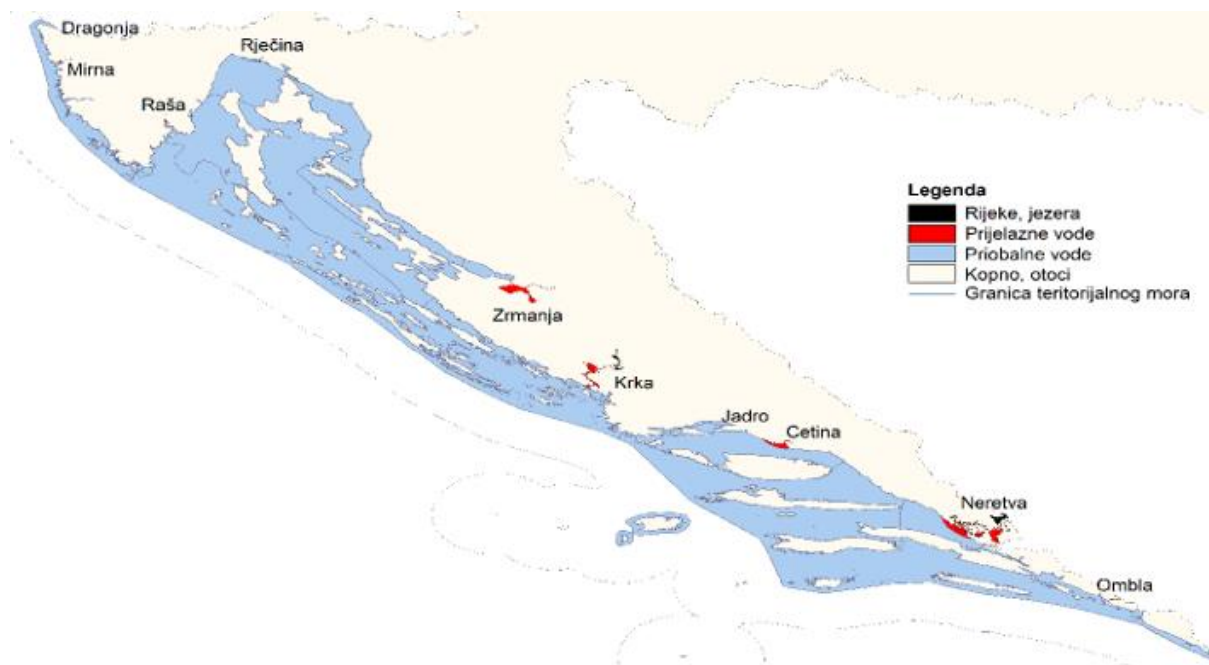 Dragonja
Rječina
Mirna
Raša
Legenda
Rijeke, jezera
Prijelazne vode
Priobalne vode
Kopno, otoci
Granica teritorijalnog mora
Zrmanja
Krka
Jadro
Cetina
Neretva
Ombla